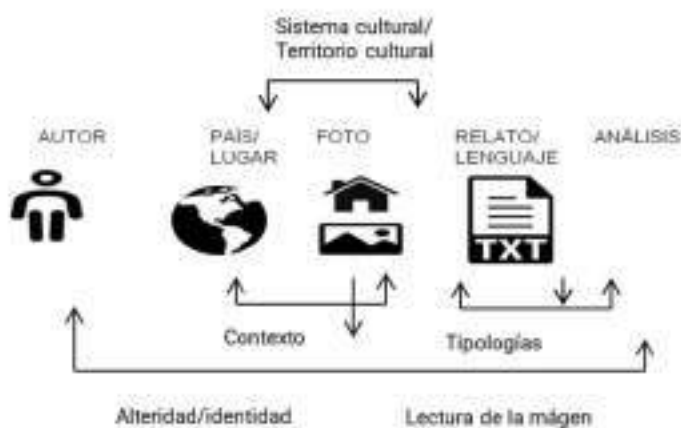 Sistema cultural/
Territorio cultural
AUTOR
PAÍS/
LUGAR
FOTO
RELATO/
LENGUAJE
ANÁLISIS
TXT
Contexto
Tipologías
Alteridad/identidad
Lectura de la mágen